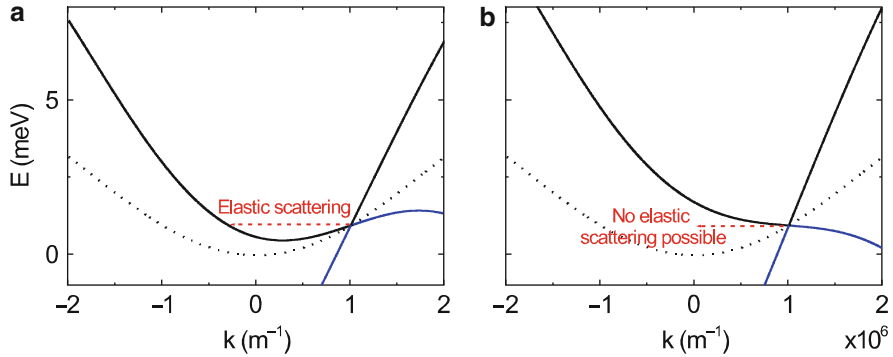 a
b
E (meV)
5
0
Elastic scattering
No elastic
scattering possible
−2 −1 0 1 2
−2 −1 0 1 2
k (m⁻¹)
k (m⁻¹)
x10⁶